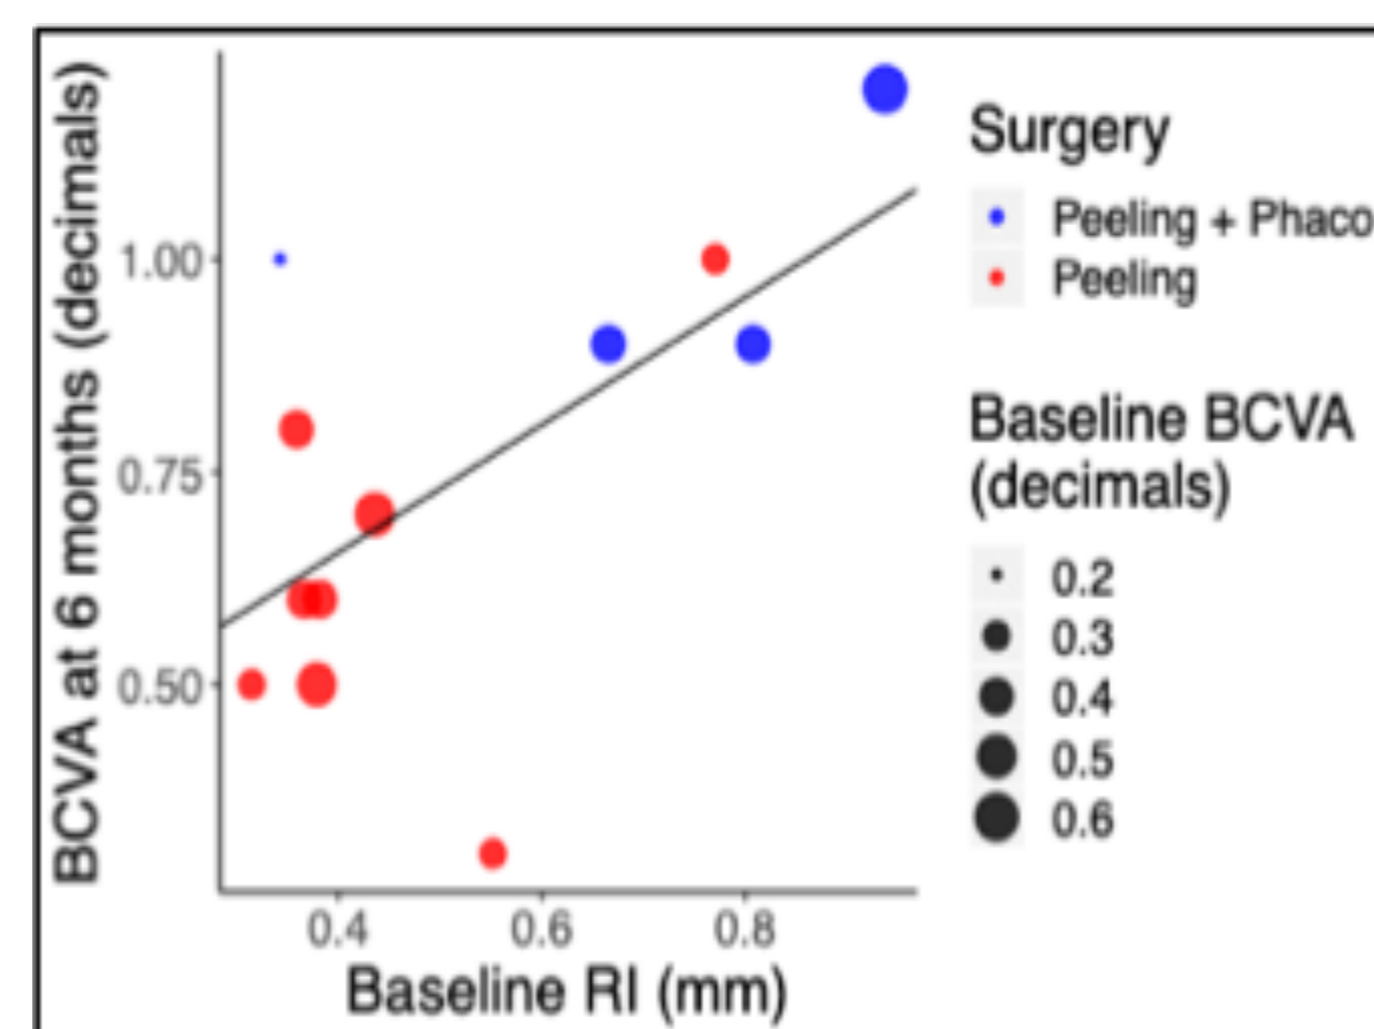 BCVA at 6 months (decimals)
1.00
0.75
0.50
0.4 0.6 0.8
Baseline RI (mm)
Surgery
Peeling + Phaco
Peeling
Baseline BCVA
(decimals)
0.2
0.3
0.4
0.5
0.6